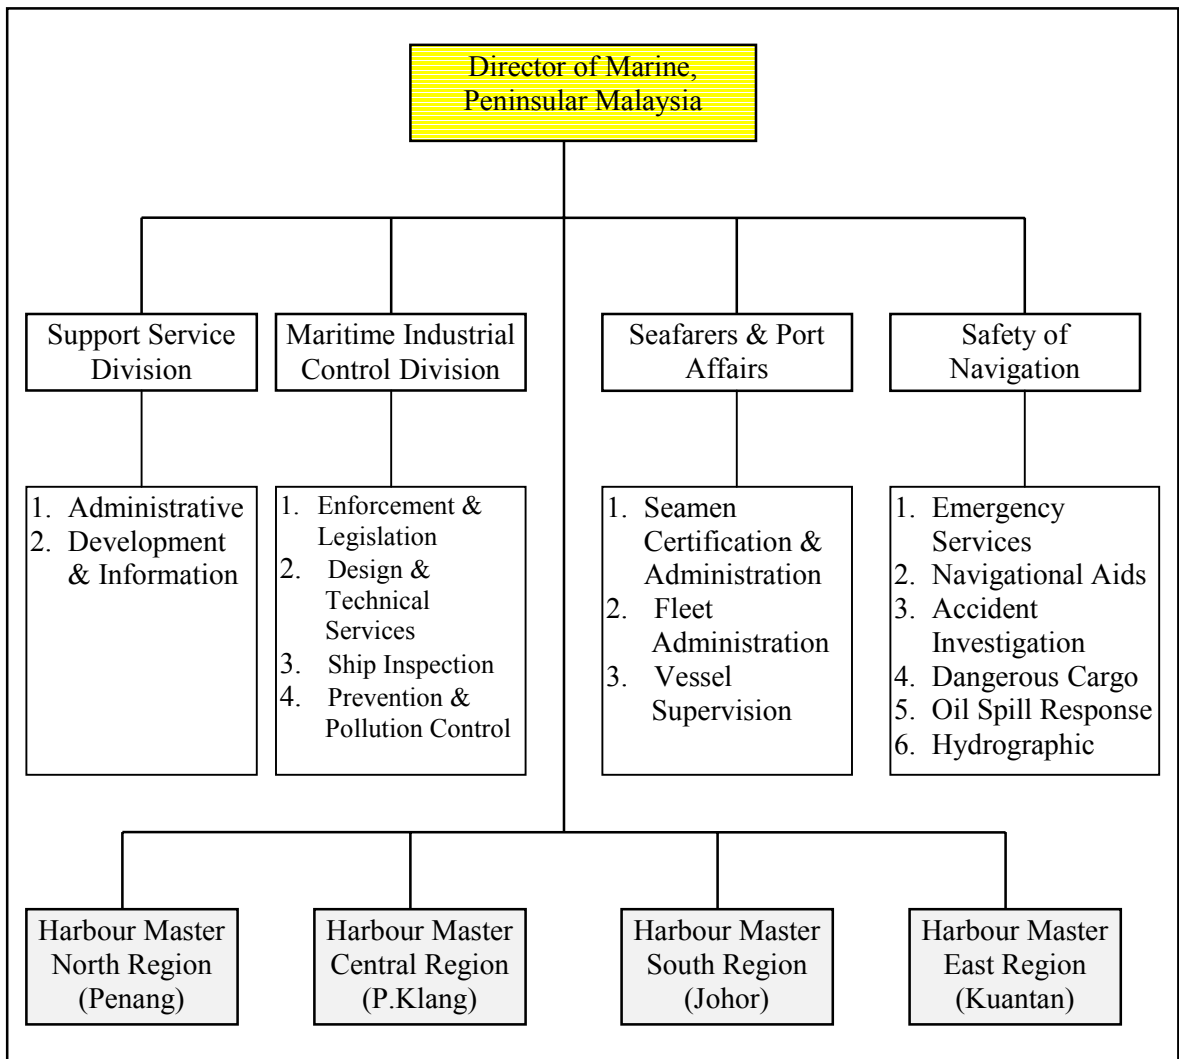 Director of Marine,
Peninsular Malaysia
Support Service
Division
Maritime Industrial
Control Division
Seafarers & Port
Affairs
Safety of
Navigation
1. Administrative
2. Development
& Information
1. Enforcement &
Legislation
2. Design &
Technical
Services
3. Ship Inspection
4. Prevention &
Pollution Control
1. Seamen
Certification &
Administration
2. Fleet
Administration
3. Vessel
Supervision
1. Emergency
Services
2. Navigational Aids
3. Accident
Investigation
4. Dangerous Cargo
5. Oil Spill Response
6. Hydrographic
Harbour Master
North Region
(Penang)
Harbour Master
Central Region
(P.Klang)
Harbour Master
South Region
(Johor)
Harbour Master
East Region
(Kuantan)